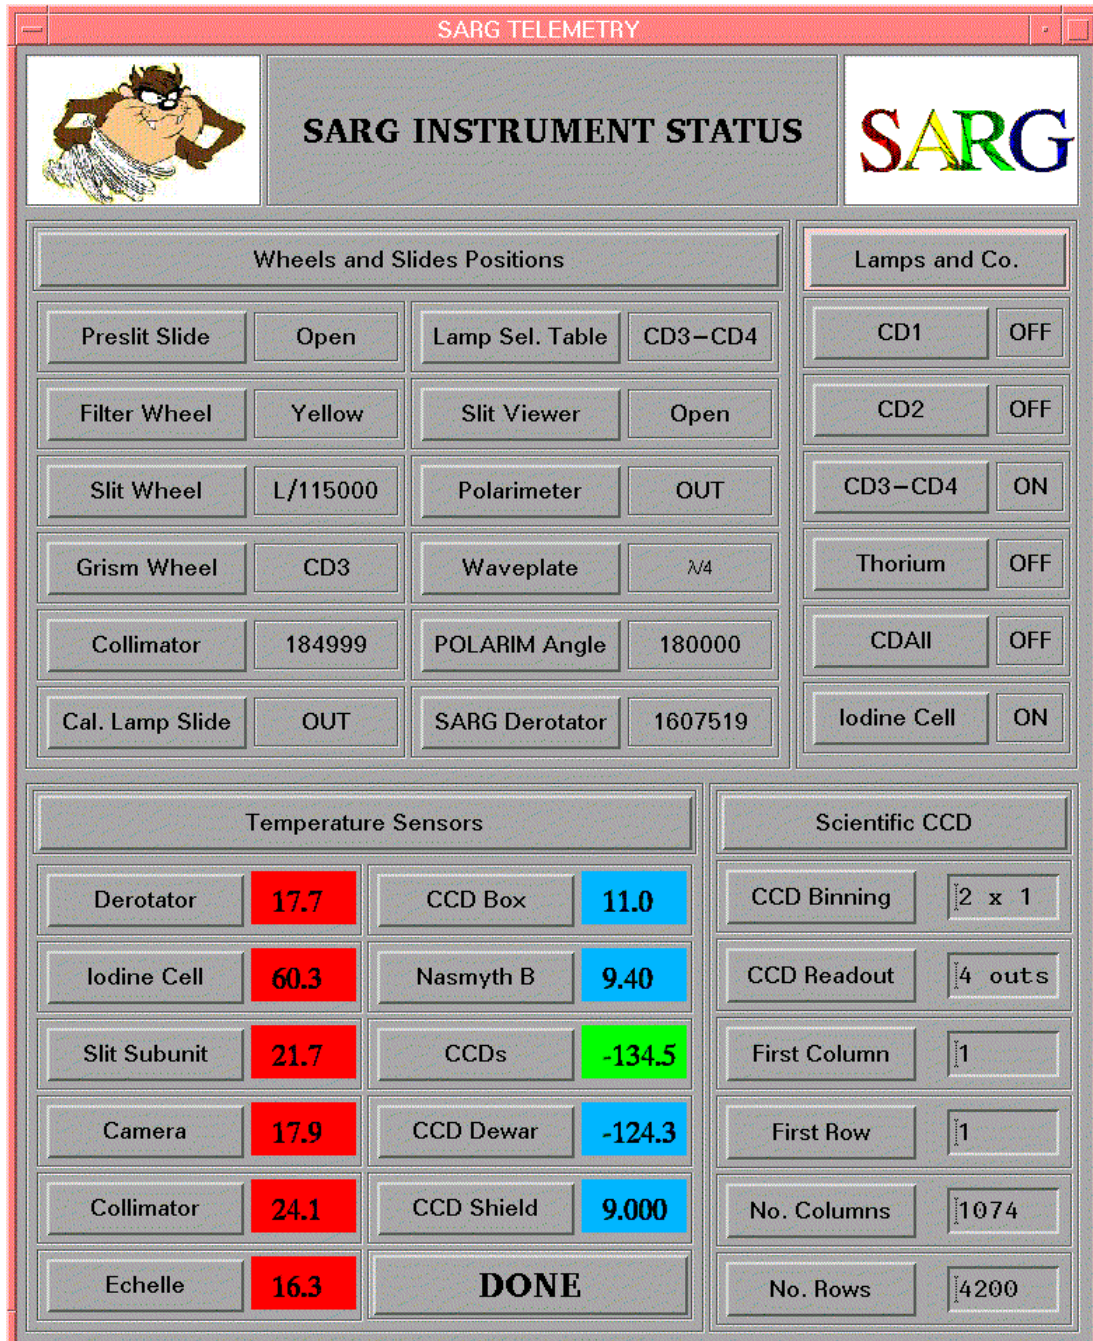 SARG TELEMETRY
SARG INSTRUMENT STATUS
SARG
Wheels and Slides Positions
Preslit Slide Open Lamp Sel. Table CD3-CD4
Filter Wheel Yellow Slit Viewer Open
Slit Wheel L/115000 Polarimeter OUT
Grism Wheel CD3 Waveplate λ/4
Collimator 184999 POLARIM Angle 180000
Cal. Lamp Slide OUT SARG Derotator 1607519
Lamps and Co.
CD1 OFF
CD2 OFF
CD3-CD4 ON
Thorium OFF
CDAll OFF
Iodine Cell ON
Temperature Sensors
Derotator 17.7 CCD Box 11.0
Iodine Cell 60.3 Nasmyth B 9.40
Slit Subunit 21.7 CCDs -134.5
Camera 17.9 CCD Dewar -124.3
Collimator 24.1 CCD Shield 9.000
Echelle 16.3 DONE
Scientific CCD
CCD Binning 2 x 1
CCD Readout 4 outs
First Column 1
First Row 1
No. Columns 1074
No. Rows 4200